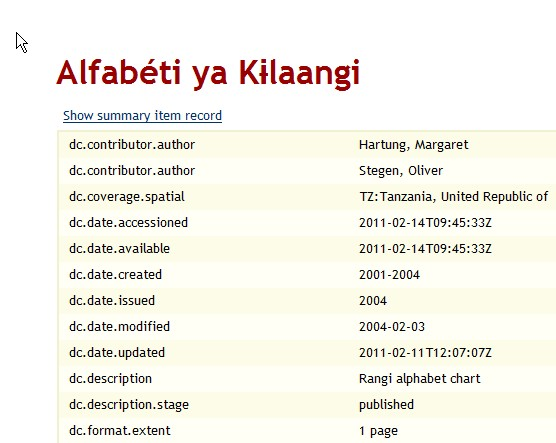 Alfabéti ya Kɨlaangi
Show summary item record
dc.contributor.author Hartung, Margaret
dc.contributor.author Stegen, Oliver
dc.coverage.spatial TZ:Tanzania, United Republic of
dc.date.accessioned 2011-02-14T09:45:33Z
dc.date.available 2011-02-14T09:45:33Z
dc.date.created 2001-2004
dc.date.issued 2004
dc.date.modified 2004-02-03
dc.date.updated 2011-02-11T12:07:07Z
dc.description Rangi alphabet chart
dc.description.stage published
dc.format.extent 1 page